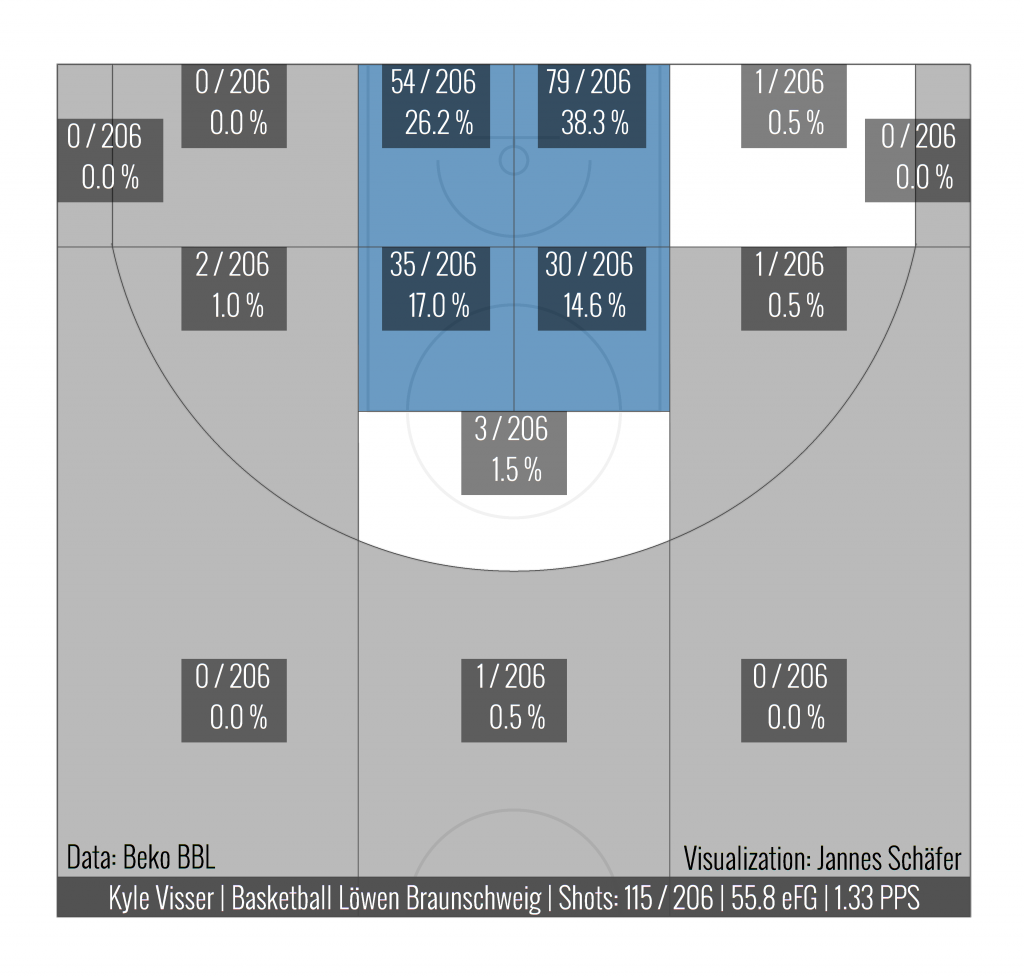 0 / 206
0.0 %
54 / 206
26.2 %
79 / 206
38.3 %
1 / 206
0.5 %
0 / 206
0.0 %
0 / 206
0.0 %
2 / 206
1.0 %
35 / 206
17.0 %
30 / 206
14.6 %
1 / 206
0.5 %
3 / 206
1.5 %
0 / 206
0.0 %
1 / 206
0.5 %
0 / 206
0.0 %
Data: Beko BBL
Visualization: Jannes Schäfer
Kyle Visser | Basketball Löwen Braunschweig | Shots: 115 / 206 | 55.8 eFG | 1.33 PPS